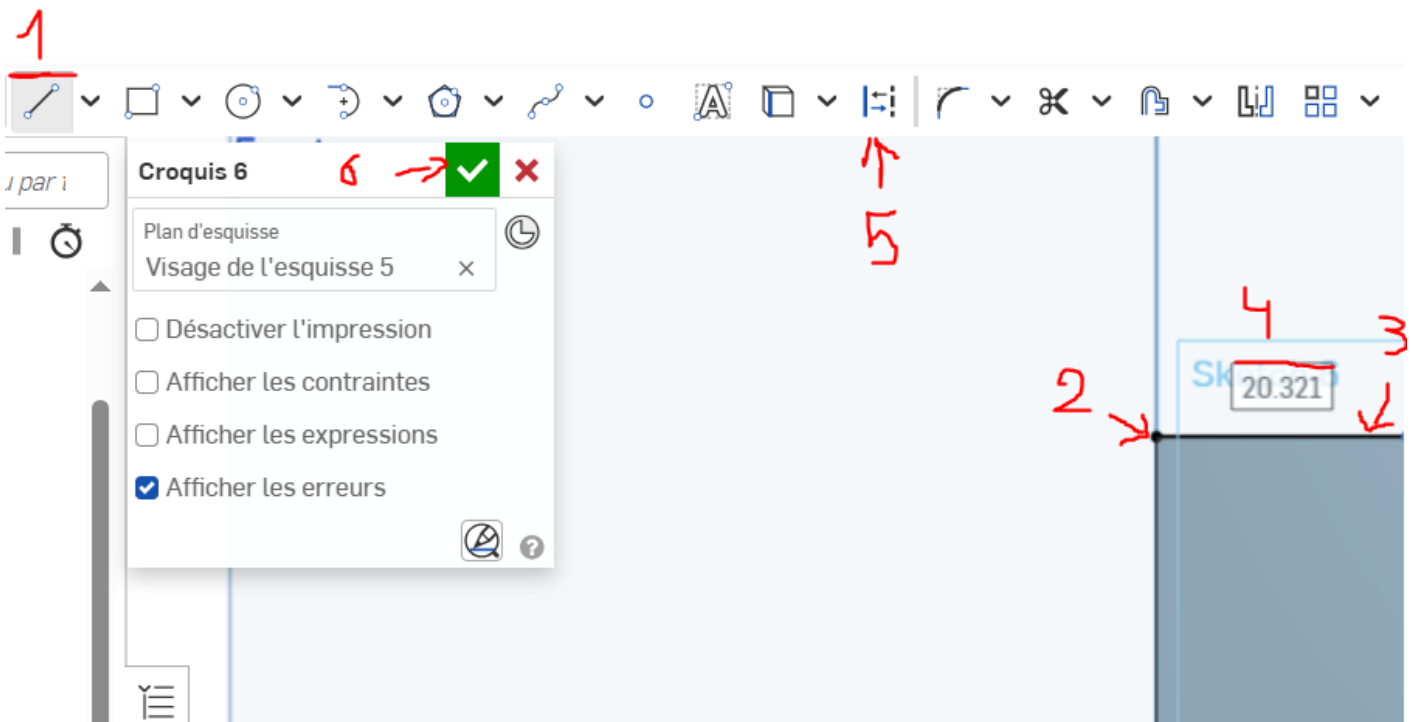 1
A
Croquis 6
6
5
u par t
Plan d'esquisse
Visage de l'esquisse 5
Désactiver l'impression
Afficher les contraintes
Afficher les expressions
Afficher les erreurs
?
4
3
20.321
2